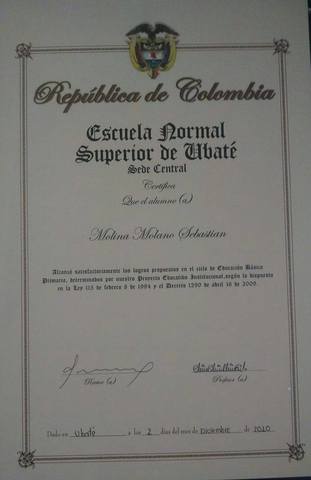 República de Colombia
Escuela Normal
Superior de Ubaté
Sede Central
Certifica
Que el alumno (a)
Molina Molano Sebastian
Alcanzó satisfactoriamente los logros propuestos en el ciclo de Educación Básica
Primaria, determinados por nuestro Proyecto Educativo Institucional, según lo dispuesto
en la Ley 115 de febrero 8 de 1994 y el Decreto 1290 de abril 16 de 2009.
Rector (a) Profesor (a)
Dado en Ubaté a los 2 días del mes de Diciembre de 2010